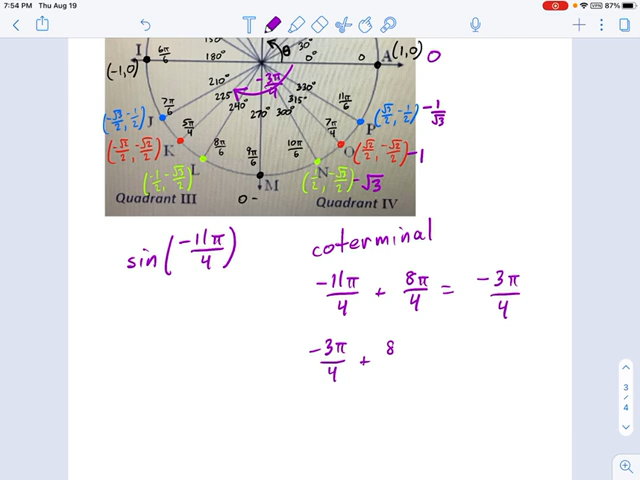 7:54 PM Thu Aug 19
87%
150° 30°
I 6π/6 180° θ 0° 0 A (1,0) 0
(-1,0)
-3π/4
210° 330°
225° 315°
240° 270° 300°
7π/6 11π/6
(-√3/2, -1/2) J P (√3/2, -1/2) -1/√3
5π/4 7π/4
(-√2/2, -√2/2) K O (√2/2, -√2/2) -1
8π/6 9π/6 10π/6
L M N
(-1/2, -√3/2) (1/2, -√3/2) -√3
Quadrant III 0 - Quadrant IV
sin(-11π/4) coterminal
-11π/4 + 8π/4 = -3π/4
-3π/4 + 8
3
/
4